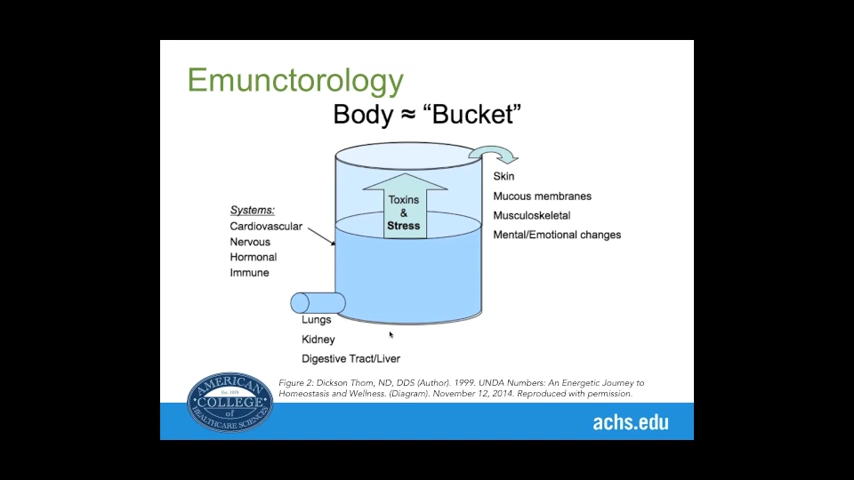 Emunctorology
Body ≈ “Bucket”
Toxins
&
Stress
Skin
Mucous membranes
Musculoskeletal
Mental/Emotional changes
Systems:
Cardiovascular
Nervous
Hormonal
Immune
Lungs
Kidney
Digestive Tract/Liver
Figure 2: Dickson Thom, ND, DDS (Author). 1999. UNDA Numbers: An Energetic Journey to
Homeostasis and Wellness. (Diagram). November 12, 2014. Reproduced with permission.
AMERICAN
Est. 1978
COLLEGE
of
HEALTHCARE SCIENCES
achs.edu